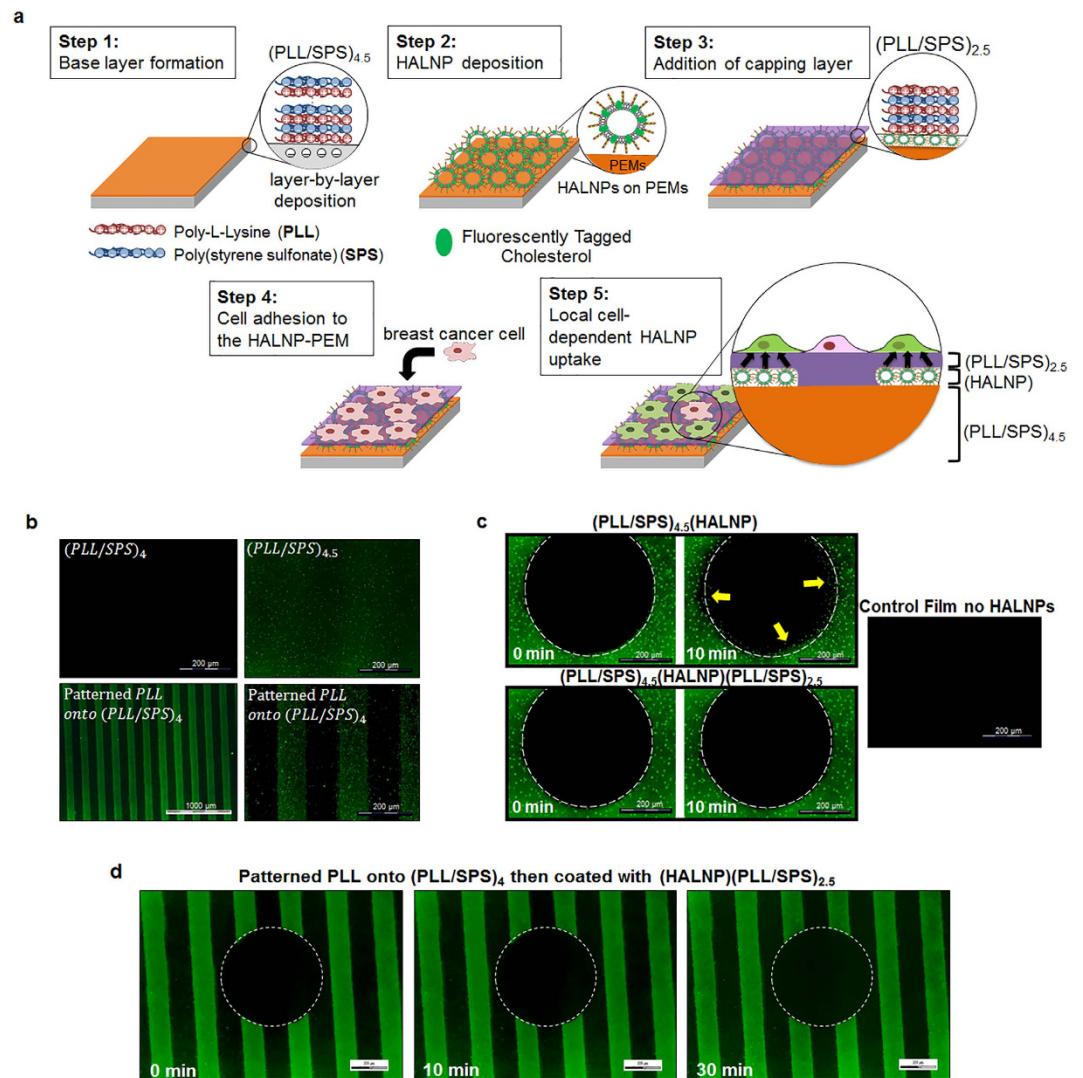 a
Step 1:
Base layer formation
(PLL/SPS)4.5
layer-by-layer
deposition
Step 2:
HALNP deposition
PEMs
HALNPs on PEMs
Step 3:
Addition of capping layer
(PLL/SPS)2.5
Poly-L-Lysine (PLL)
Poly(styrene sulfonate) (SPS)
Fluorescently Tagged
Cholesterol
Step 4:
Cell adhesion to
the HALNP-PEM
breast cancer cell
Step 5:
Local cell-
dependent HALNP
uptake
(PLL/SPS)2.5
(HALNP)
(PLL/SPS)4.5
b
(PLL/SPS)4
200 µm
(PLL/SPS)4.5
200 µm
Patterned PLL
onto (PLL/SPS)4
1000 µm
Patterned PLL
onto (PLL/SPS)4
200 µm
c
(PLL/SPS)4.5(HALNP)
0 min
200 µm
10 min
200 µm
(PLL/SPS)4.5(HALNP)(PLL/SPS)2.5
0 min
200 µm
10 min
200 µm
Control Film no HALNPs
200 µm
d
Patterned PLL onto (PLL/SPS)4 then coated with (HALNP)(PLL/SPS)2.5
0 min
10 min
30 min